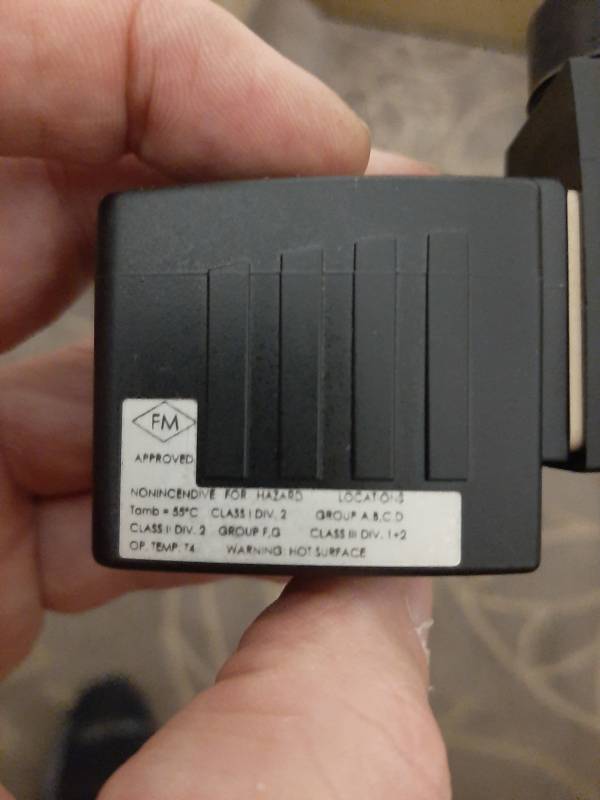 FM
APPROVED
NONINCENDIVE FOR HAZARD LOCATIONS
Tamb = 55°C CLASS I DIV. 2 GROUP A,B,C,D
CLASS II DIV. 2 GROUP F,G CLASS III DIV. 1+2
OP. TEMP. T4 WARNING: HOT SURFACE